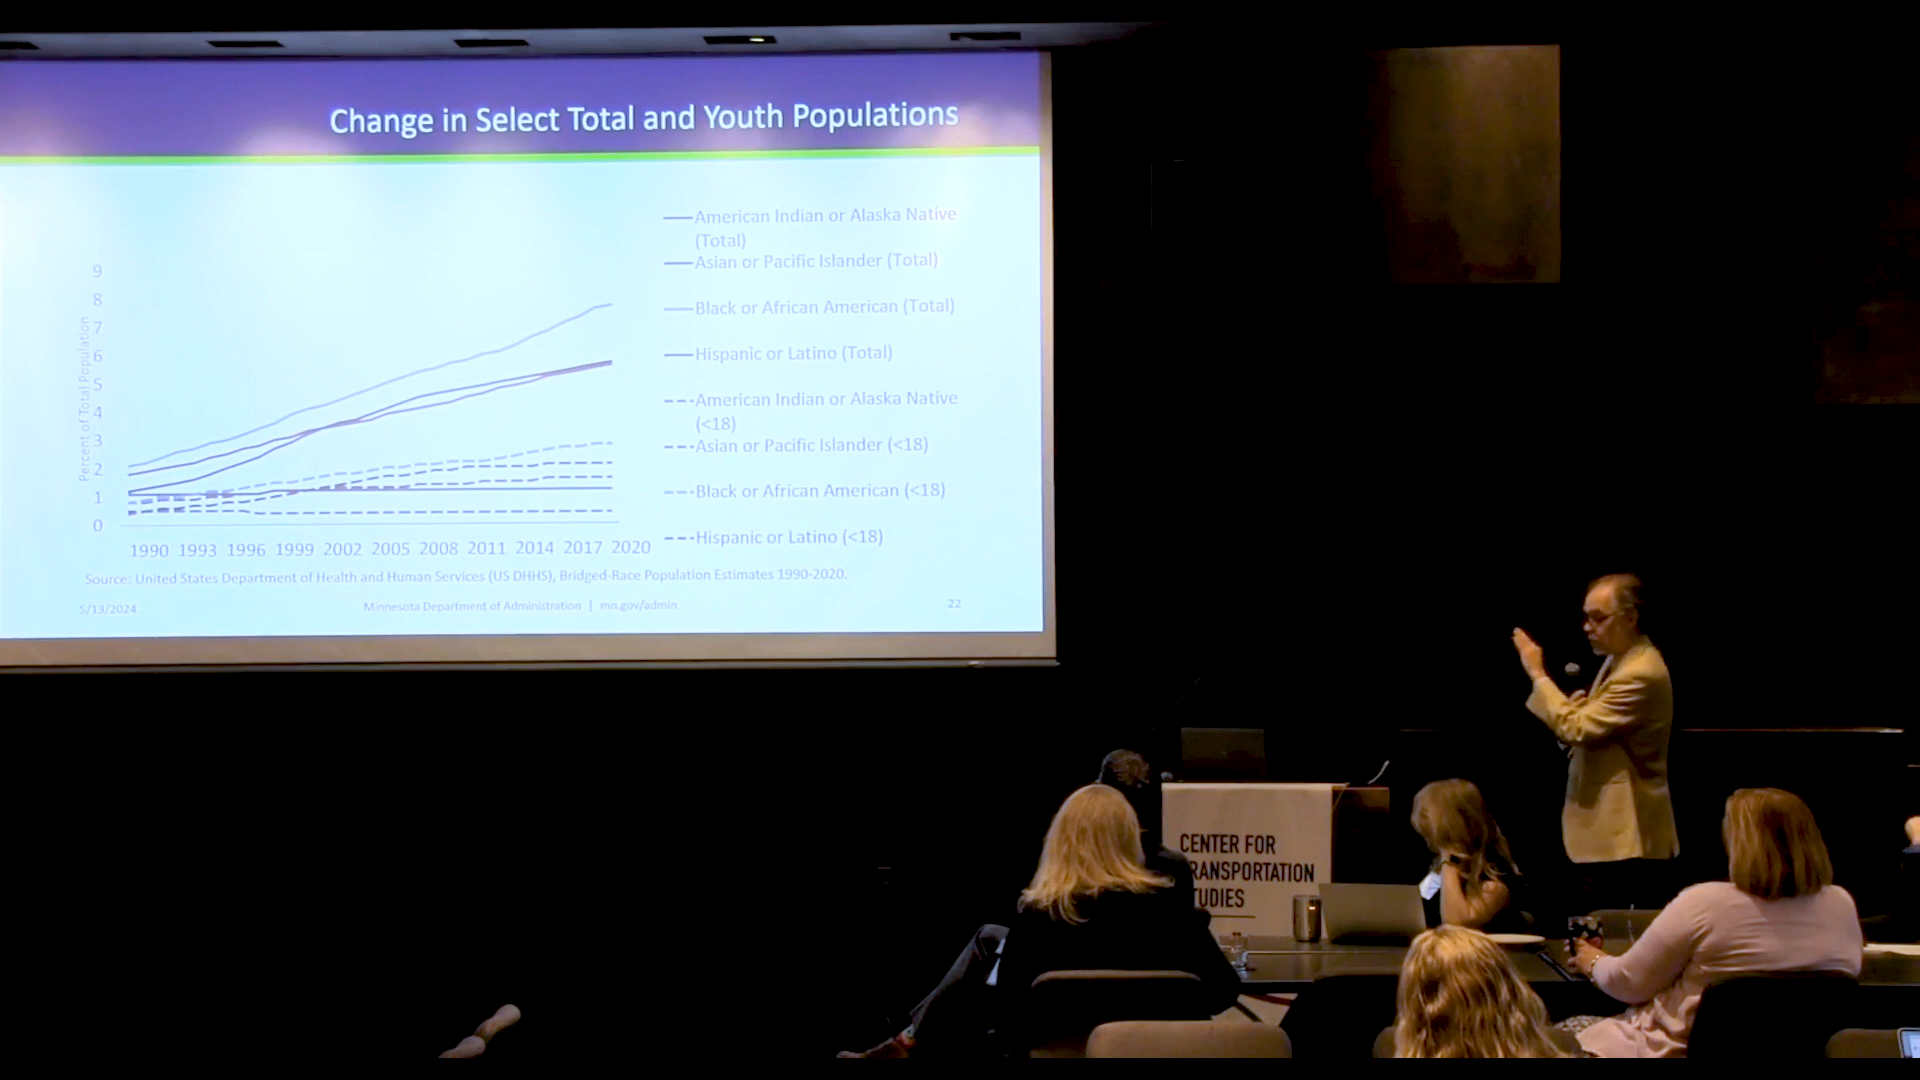 Change in Select Total and Youth Populations
American Indian or Alaska Native
(Total)
Asian or Pacific Islander (Total)
Black or African American (Total)
Hispanic or Latino (Total)
American Indian or Alaska Native
(<18)
Asian or Pacific Islander (<18)
Black or African American (<18)
Hispanic or Latino (<18)
Percent of Total Population
9
8
7
6
5
4
3
2
1
0
1990 1993 1996 1999 2002 2005 2008 2011 2014 2017 2020
Source: United States Department of Health and Human Services (US DHHS), Bridged-Race Population Estimates 1990-2020.
5/13/2024
Minnesota Department of Administration | mn.gov/admin
22
CENTER FOR
RANSPORTATION
TUDIES